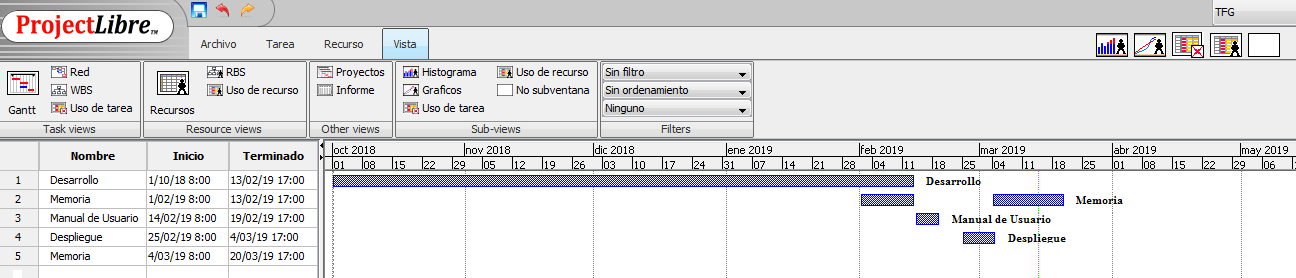 TFG
ProjectLibre™
Archivo Tarea Recurso Vista
Red RBS Proyectos Histograma Uso de recurso Sin filtro
WBS Uso de recurso Informe Graficos No subventana Sin ordenamiento
Gantt Uso de tarea Recursos Uso de tarea Ninguno
Task views Resource views Other views Sub-views Filters
oct 2018 nov 2018 dic 2018 ene 2019 feb 2019 mar 2019 abr 2019 may 2019
Nombre Inicio Terminado 01 08 15 22 29 05 12 19 26 03 10 17 24 31 07 14 21 28 04 11 18 25 04 11 18 25 01 08 15 22 29 06
1 Desarrollo 1/10/18 8:00 13/02/19 17:00 Desarrollo
2 Memoria 1/02/19 8:00 13/02/19 17:00 Memoria
3 Manual de Usuario 14/02/19 8:00 19/02/19 17:00 Manual de Usuario
4 Despliegue 25/02/19 8:00 4/03/19 17:00 Despliegue
5 Memoria 4/03/19 8:00 20/03/19 17:00